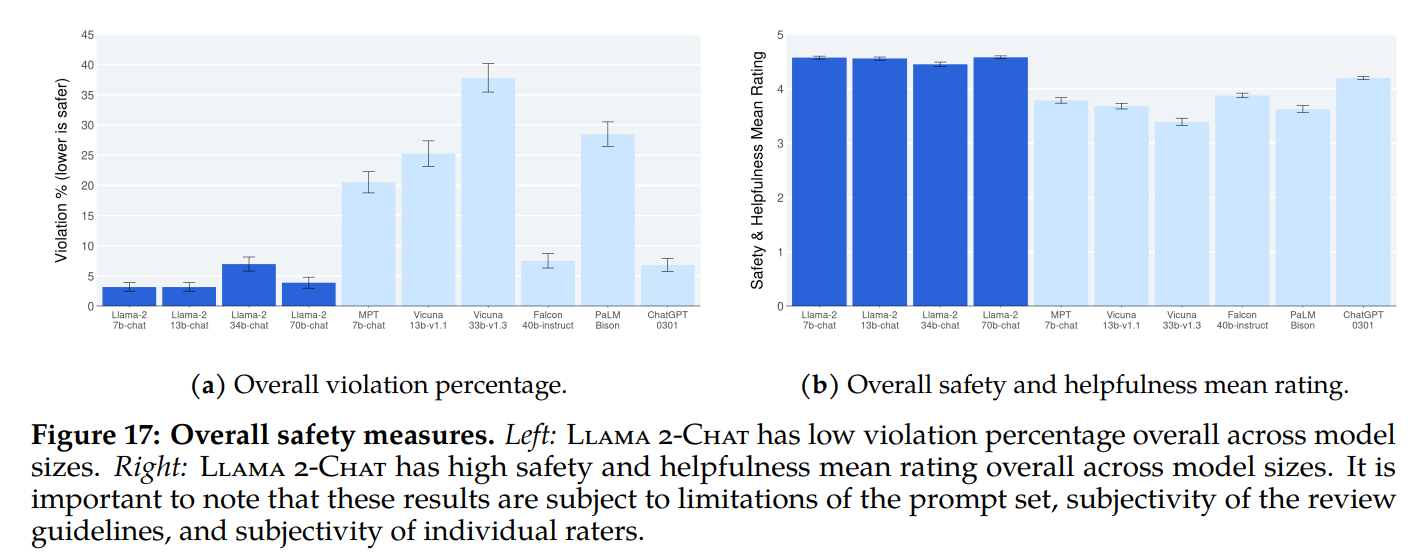 Violation % (lower is safer)
45
40
35
30
25
20
15
10
5
0
Llama-2 7b-chat
Llama-2 13b-chat
Llama-2 34b-chat
Llama-2 70b-chat
MPT 7b-chat
Vicuna 13b-v1.1
Vicuna 33b-v1.3
Falcon 40b-instruct
PaLM Bison
ChatGPT 0301
(a) Overall violation percentage.
Safety & Helpfulness Mean Rating
5
4
3
2
1
0
Llama-2 7b-chat
Llama-2 13b-chat
Llama-2 34b-chat
Llama-2 70b-chat
MPT 7b-chat
Vicuna 13b-v1.1
Vicuna 33b-v1.3
Falcon 40b-instruct
PaLM Bison
ChatGPT 0301
(b) Overall safety and helpfulness mean rating.
Figure 17: Overall safety measures. Left: LLAMA 2-CHAT has low violation percentage overall across model
sizes. Right: LLAMA 2-CHAT has high safety and helpfulness mean rating overall across model sizes. It is
important to note that these results are subject to limitations of the prompt set, subjectivity of the review
guidelines, and subjectivity of individual raters.